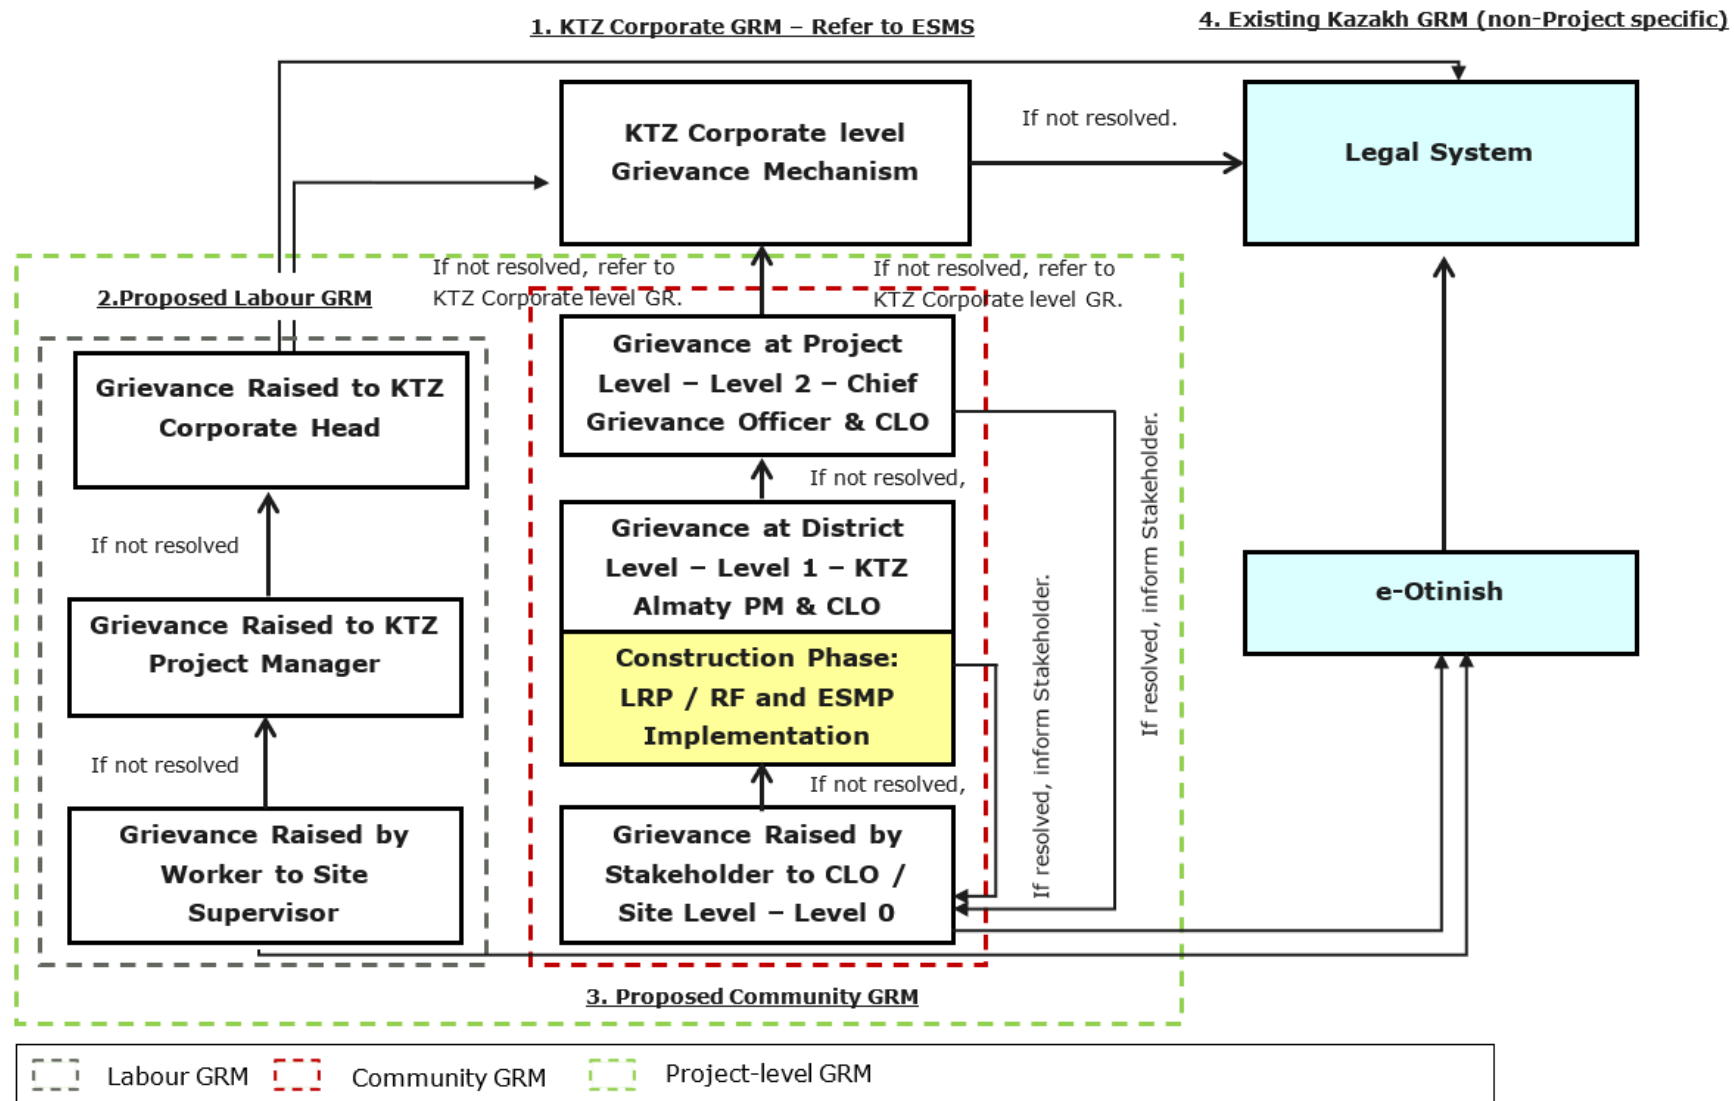 1. KTZ Corporate GRM – Refer to ESMS
4. Existing Kazakh GRM (non-Project specific)
KTZ Corporate level
Grievance Mechanism
If not resolved.
Legal System
If not resolved, refer to
KTZ Corporate level GR.
If not resolved, refer to
KTZ Corporate level GR.
2.Proposed Labour GRM
Grievance Raised to KTZ
Corporate Head
If not resolved
Grievance Raised to KTZ
Project Manager
If not resolved
Grievance Raised by
Worker to Site
Supervisor
Grievance at Project
Level – Level 2 – Chief
Grievance Officer & CLO
If not resolved,
Grievance at District
Level – Level 1 – KTZ
Almaty PM & CLO
Construction Phase:
LRP / RF and ESMP
Implementation
If not resolved,
Grievance Raised by
Stakeholder to CLO /
Site Level – Level 0
If resolved, inform Stakeholder.
If resolved, inform Stakeholder.
e-Otinish
3. Proposed Community GRM
Labour GRM
Community GRM
Project-level GRM